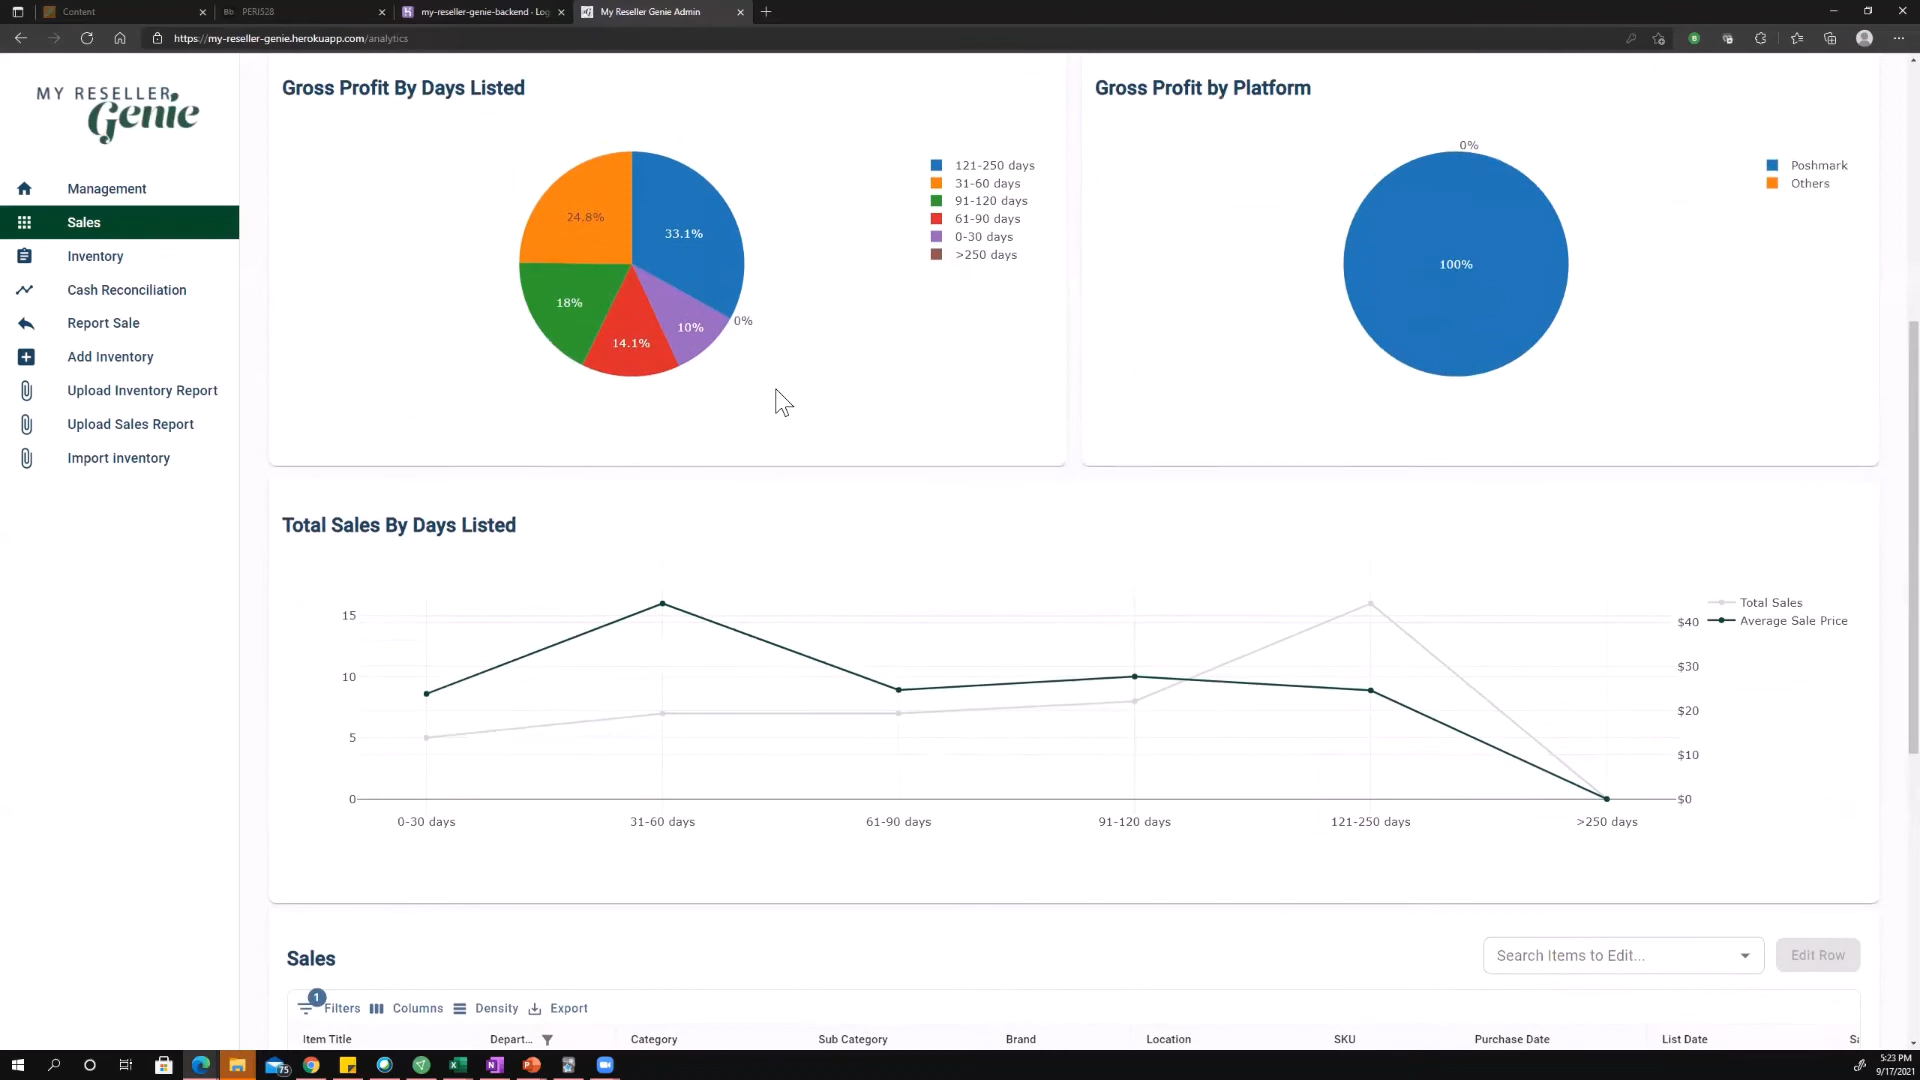 Content
Bb PERI528
my-reseller-genie-backend - Log
My Reseller Genie Admin
https://my-reseller-genie.herokuapp.com/analytics
MY RESELLER
Genie
Management
Sales
Inventory
Cash Reconciliation
Report Sale
Add Inventory
Upload Inventory Report
Upload Sales Report
Import inventory
Gross Profit By Days Listed
24.8%
33.1%
18%
14.1%
10%
0%
121-250 days
31-60 days
91-120 days
61-90 days
0-30 days
>250 days
Gross Profit by Platform
0%
100%
Poshmark
Others
Total Sales By Days Listed
15
10
5
0
$40
$30
$20
$10
$0
Total Sales
Average Sale Price
0-30 days 31-60 days 61-90 days 91-120 days 121-250 days >250 days
Sales
Search Items to Edit...
Edit Row
1
Filters Columns Density Export
Item Title Depart... Category Sub Category Brand Location SKU Purchase Date List Date Sa
75
5:23 PM
9/17/2021